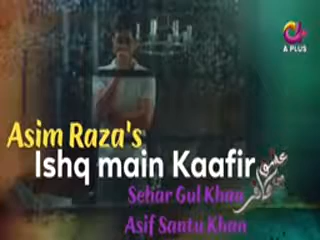 A PLUS
Asim Raza's
Ishq main Kaafir
Sehar Gul Khan
Asif Santu Khan